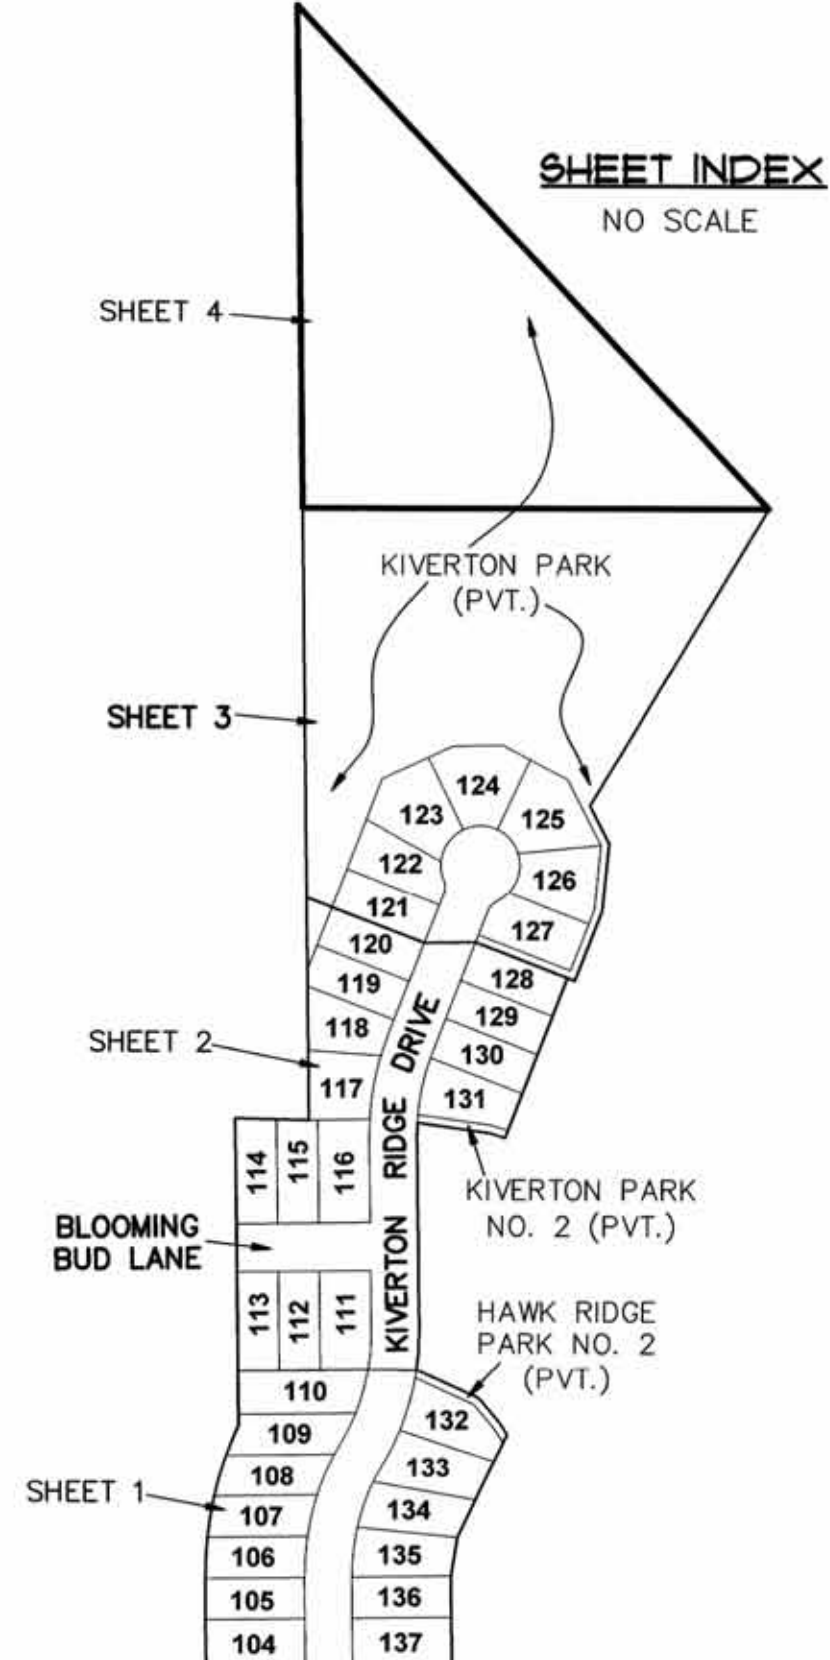 SHEET INDEX
NO SCALE
SHEET 4
KIVERTON PARK
(PVT.)
SHEET 3
124
123
125
122
126
121
127
120
128
119
129
118
130
SHEET 2
117
131
KIVERTON RIDGE DRIVE
114
115
116
KIVERTON PARK
NO. 2 (PVT.)
BLOOMING
BUD LANE
113
112
111
HAWK RIDGE
PARK NO. 2
(PVT.)
110
132
109
133
108
SHEET 1
107
134
106
135
105
136
104
137